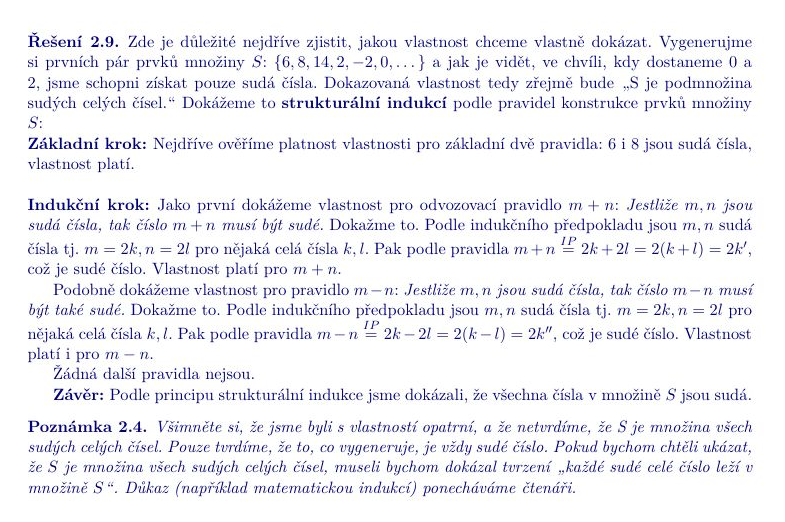 Řešení 2.9. Zde je důležité nejdříve zjistit, jakou vlastnost chceme vlastně dokázat. Vygenerujme
si prvních pár prvků množiny S: {6, 8, 14, 2, −2, 0, . . . } a jak je vidět, ve chvíli, kdy dostaneme 0 a
2, jsme schopni získat pouze sudá čísla. Dokazovaná vlastnost tedy zřejmě bude „S je podmnožina
sudých celých čísel.“ Dokážeme to strukturální indukcí podle pravidel konstrukce prvků množiny
S:
Základní krok: Nejdříve ověříme platnost vlastnosti pro základní dvě pravidla: 6 i 8 jsou sudá čísla,
vlastnost platí.
Indukční krok: Jako první dokážeme vlastnost pro odvozovací pravidlo m + n: Jestliže m, n jsou
sudá čísla, tak číslo m + n musí být sudé. Dokažme to. Podle indukčního předpokladu jsou m, n sudá
čísla tj. m = 2k, n = 2l pro nějaká celá čísla k, l. Pak podle pravidla m + n \overset{IP}{=} 2k + 2l = 2(k + l) = 2k′,
což je sudé číslo. Vlastnost platí pro m + n.
Podobně dokážeme vlastnost pro pravidlo m − n: Jestliže m, n jsou sudá čísla, tak číslo m − n musí
být také sudé. Dokažme to. Podle indukčního předpokladu jsou m, n sudá čísla tj. m = 2k, n = 2l pro
nějaká celá čísla k, l. Pak podle pravidla m − n \overset{IP}{=} 2k − 2l = 2(k − l) = 2k″, což je sudé číslo. Vlastnost
platí i pro m − n.
Žádná další pravidla nejsou.
Závěr: Podle principu strukturální indukce jsme dokázali, že všechna čísla v množině S jsou sudá.
Poznámka 2.4. Všimněte si, že jsme byli s vlastností opatrní, a že netvrdíme, že S je množina všech
sudých celých čísel. Pouze tvrdíme, že to, co vygeneruje, je vždy sudé číslo. Pokud bychom chtěli ukázat,
že S je množina všech sudých celých čísel, museli bychom dokázal tvrzení „každé sudé celé číslo leží v
množině S“. Důkaz (například matematickou indukcí) ponecháváme čtenáři.